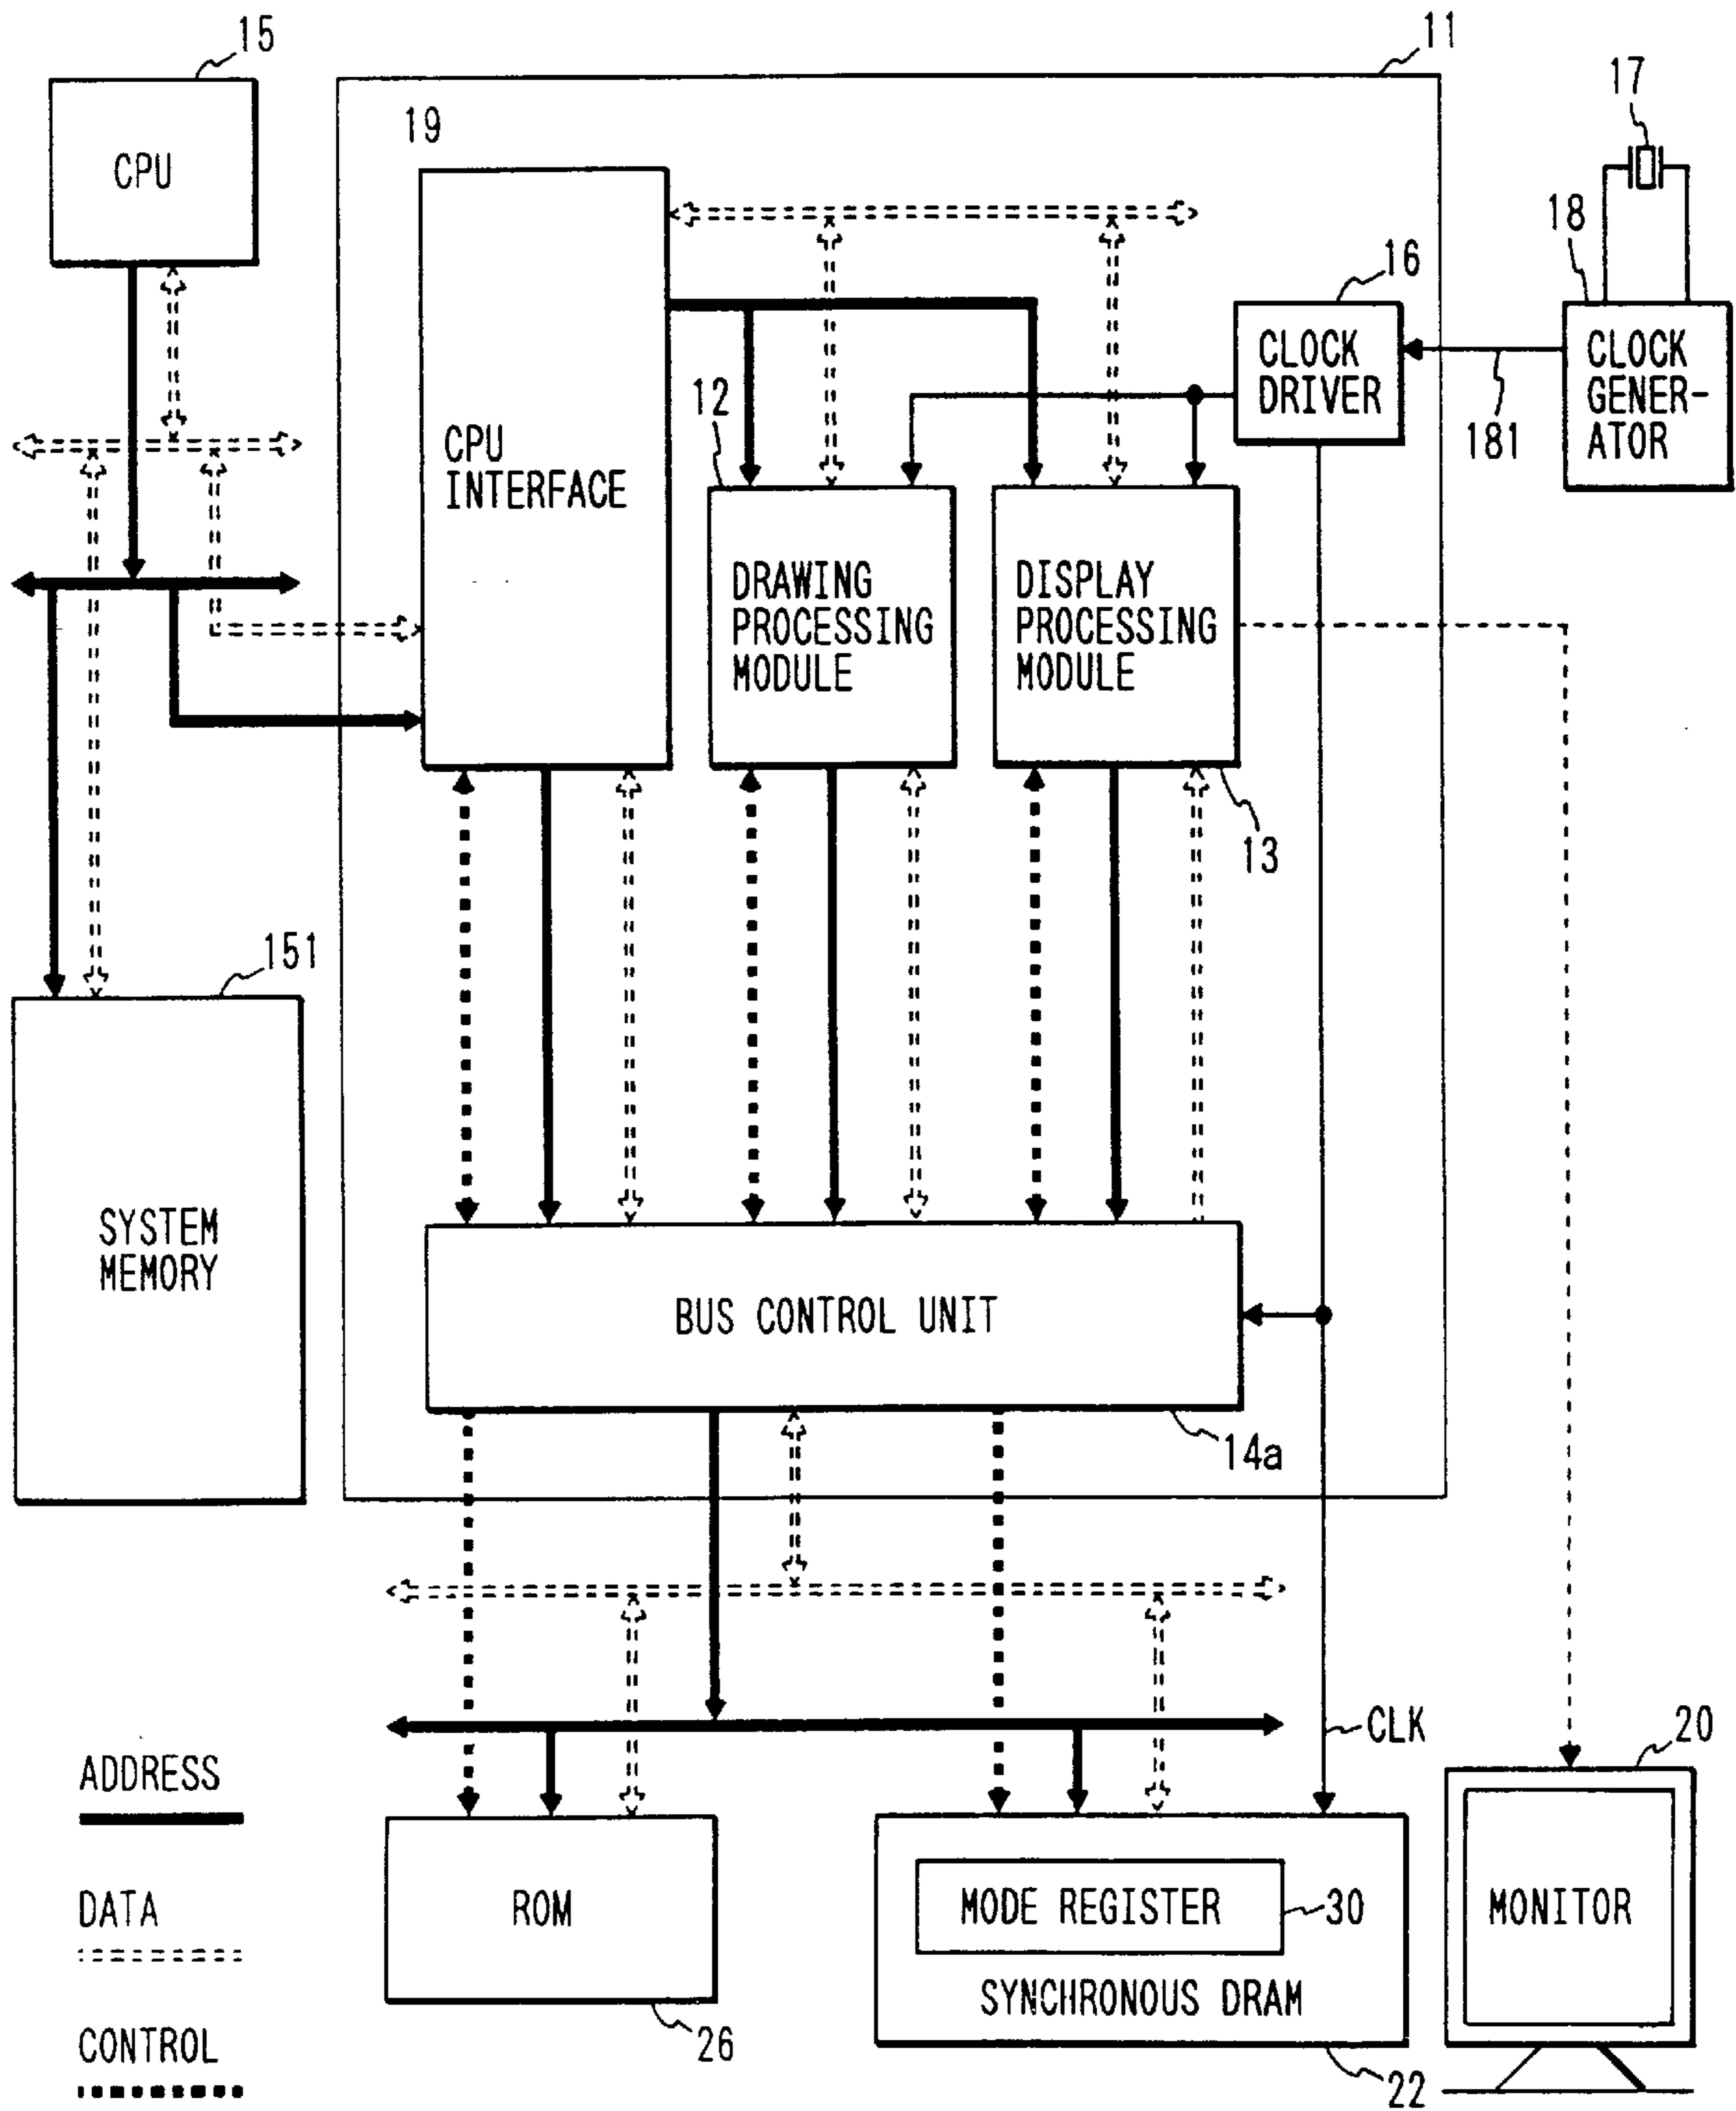 15
11
17
CPU
19
18
16
CLOCK
DRIVER
CLOCK
GENER-
ATOR
181
12
CPU
INTERFACE
DRAWING
PROCESSING
MODULE
DISPLAY
PROCESSING
MODULE
13
151
SYSTEM
MEMORY
BUS CONTROL UNIT
14a
CLK
20
ADDRESS
DATA
CONTROL
ROM
26
MODE REGISTER
30
SYNCHRONOUS DRAM
22
MONITOR